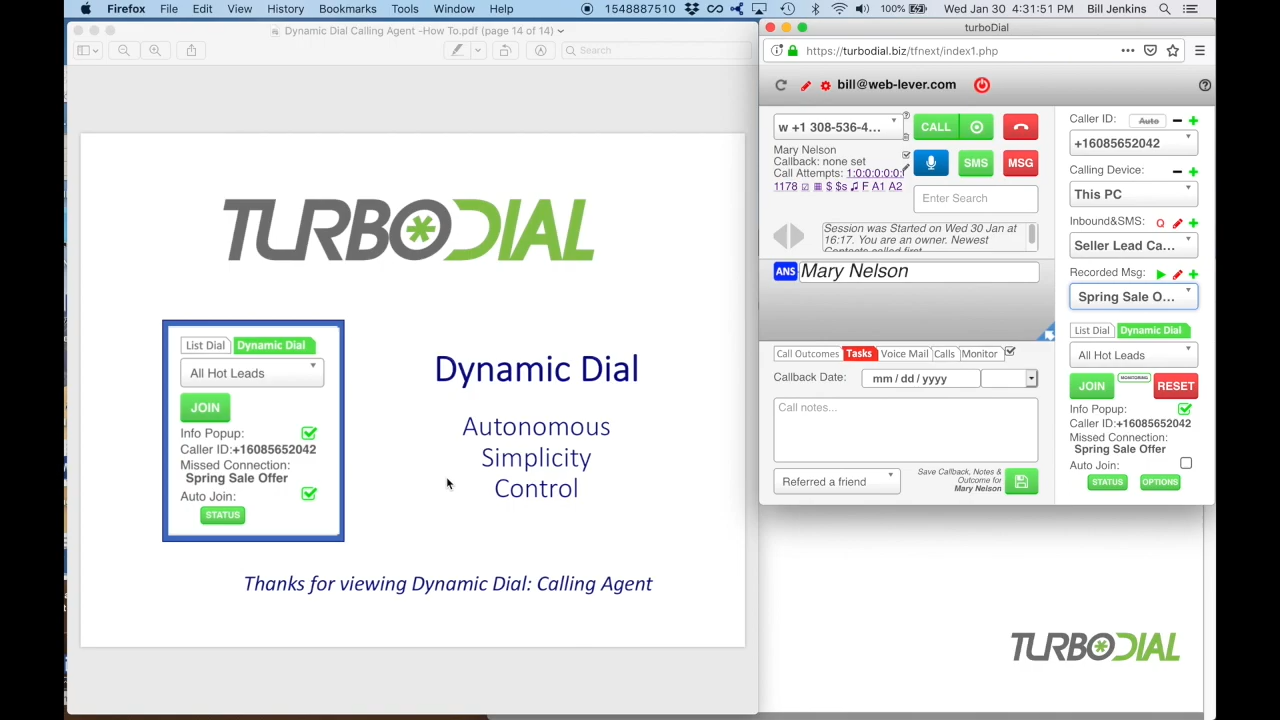 Firefox File Edit View History Bookmarks Tools Window Help 1548887510 100% Wed Jan 30 4:31:51 PM Bill Jenkins
Dynamic Dial Calling Agent -How To.pdf (page 14 of 14)
Search
TURBODIAL
List Dial Dynamic Dial
All Hot Leads
JOIN
Info Popup:
Caller ID:+16085652042
Missed Connection:
Spring Sale Offer
Auto Join:
STATUS
Dynamic Dial
Autonomous
Simplicity
Control
Thanks for viewing Dynamic Dial: Calling Agent
turboDial
https://turbodial.biz/tfnext/index1.php
bill@web-lever.com
w +1 308-536-4...
CALL
Mary Nelson
Callback: none set
Call Attempts: 1:0:0:0:0:
1178 $ $s F A1 A2
SMS
MSG
Enter Search
Session was Started on Wed 30 Jan at
16:17. You are an owner. Newest
Contacts called first.
ANS Mary Nelson
Call Outcomes Tasks Voice Mail Calls Monitor
Callback Date: mm / dd / yyyy
Call notes...
Referred a friend
Save Callback, Notes &
Outcome for
Mary Nelson
Caller ID: Auto
+16085652042
Calling Device:
This PC
Inbound&SMS: Q
Seller Lead Ca...
Recorded Msg:
Spring Sale O...
List Dial Dynamic Dial
All Hot Leads
JOIN MONITORING RESET
Info Popup:
Caller ID:+16085652042
Missed Connection:
Spring Sale Offer
Auto Join:
STATUS OPTIONS
TURBODIAL